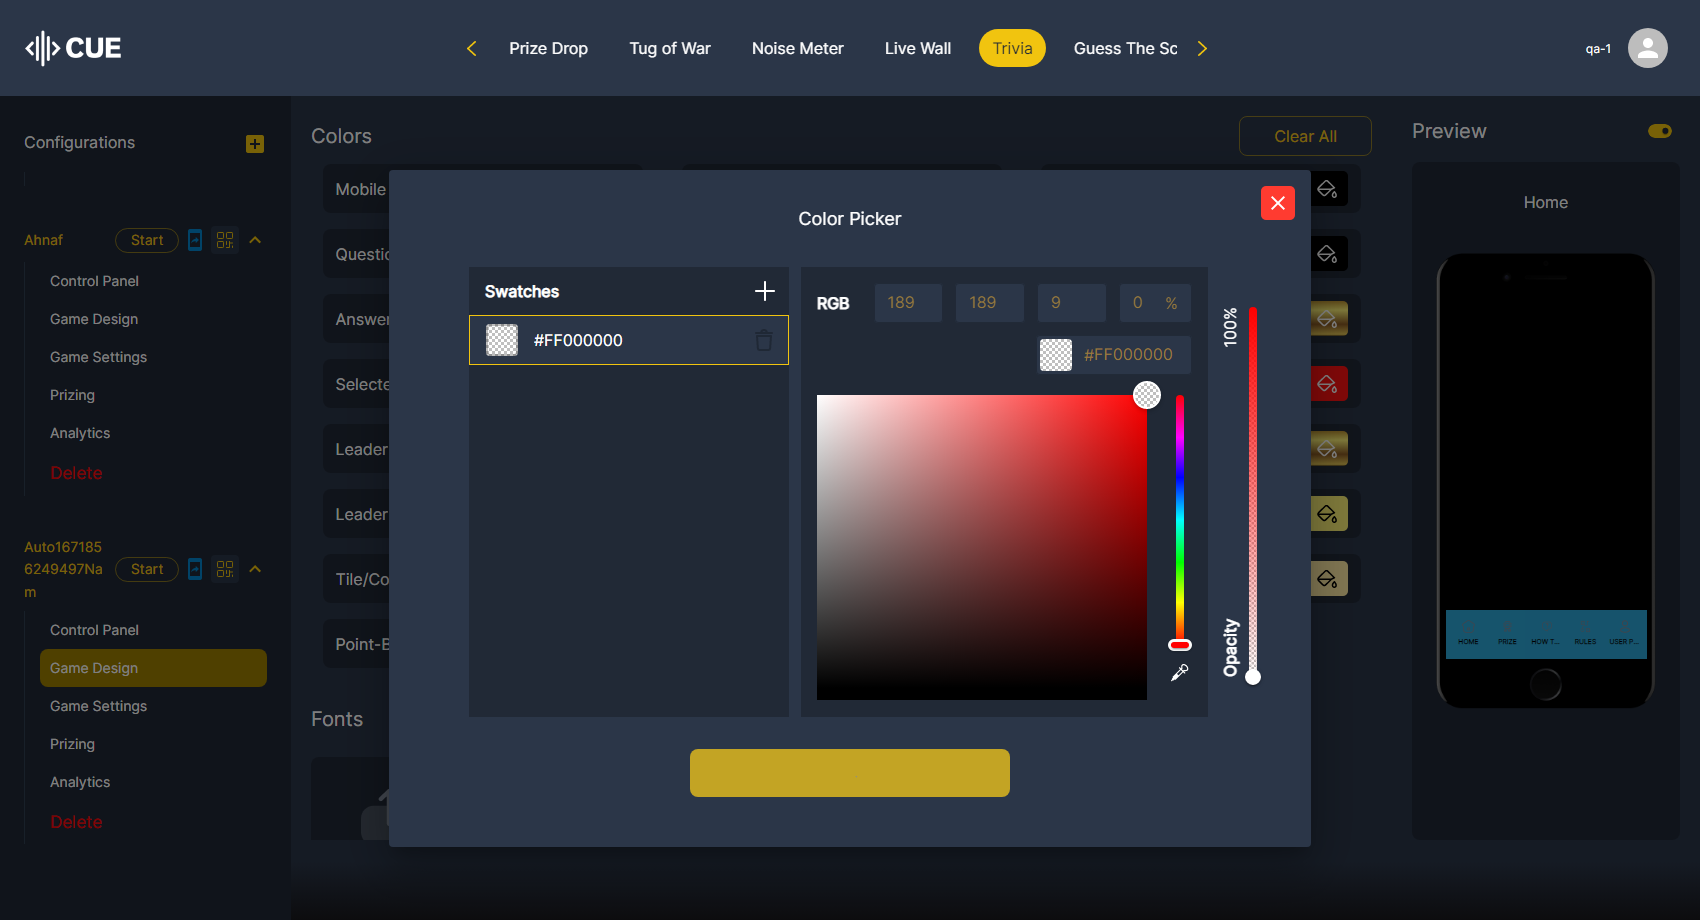 CUE
Prize Drop
Tug of War
Noise Meter
Live Wall
Trivia
Guess The Sc
qa-1
Configurations
Colors
Clear All
Preview
Mobile
Home
Color Picker
Ahnaf
Start
Questio
Control Panel
Swatches
RGB
189
189
9
0
%
100%
Game Design
Answer
#FF000000
#FF000000
Game Settings
Selecte
Prizing
Analytics
Leader
Delete
Leader
Auto167185
6249497Na
m
Start
Tile/Co
Control Panel
Point-B
Opacity
HOME
PRIZE
HOW T...
RULES
USER P...
Game Design
Game Settings
Fonts
Prizing
Analytics
Delete